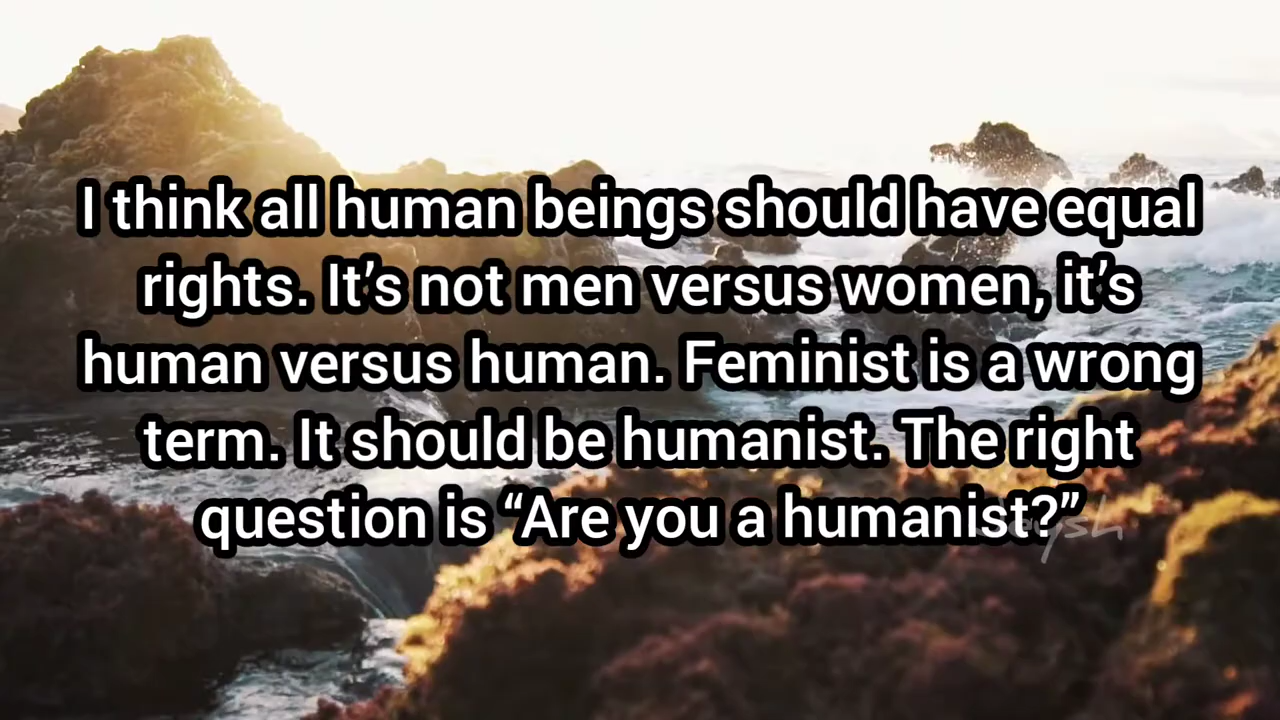 I think all human beings should have equal
rights. It’s not men versus women, it’s
human versus human. Feminist is a wrong
term. It should be humanist. The right
question is “Are you a humanist?”